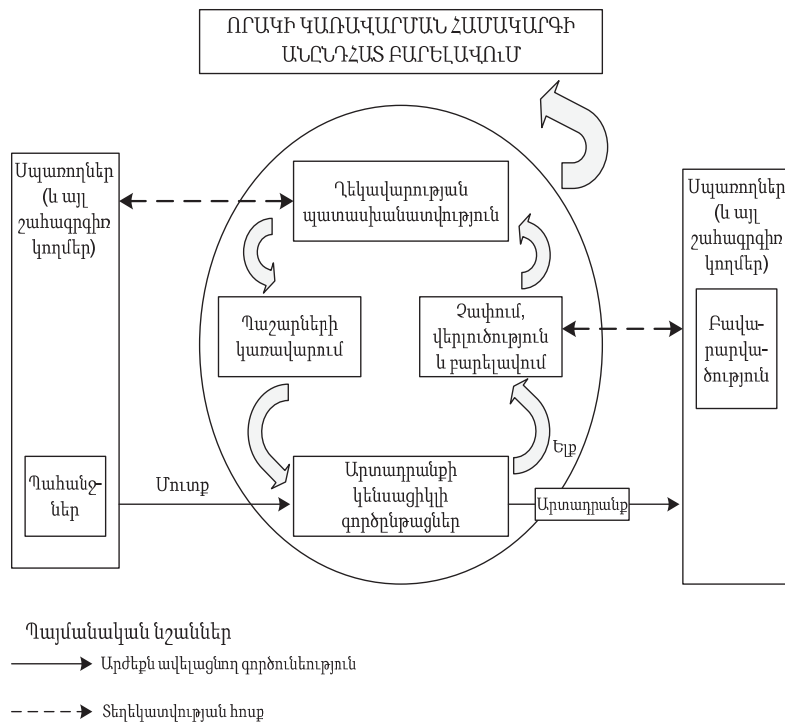 ՈՐԱԿԻ ԿԱՌԱՎԱՐՄԱՆ ՀԱՄԱԿԱՐԳԻ
ԱՆԸՆԴՀԱՏ ԲԱՐԵԼԱՎՈՒՄ
Սպառողներ
(և այլ
շահագրգիռ
կողմեր)
Պահանջ-
ներ
Մուտք
Ղեկավարության
պատասխանատվություն
Պաշարների
կառավարում
Չափում,
վերլուծություն
և բարելավում
Արտադրանքի
կենսացիկլի
գործընթացներ
Ելք
Արտադրանք
Սպառողներ
(և այլ
շահագրգիռ
կողմեր)
Բավա-
րարվա-
ծություն
Պայմանական նշաններ
Արժեքն ավելացնող գործունեություն
Տեղեկատվության հոսք